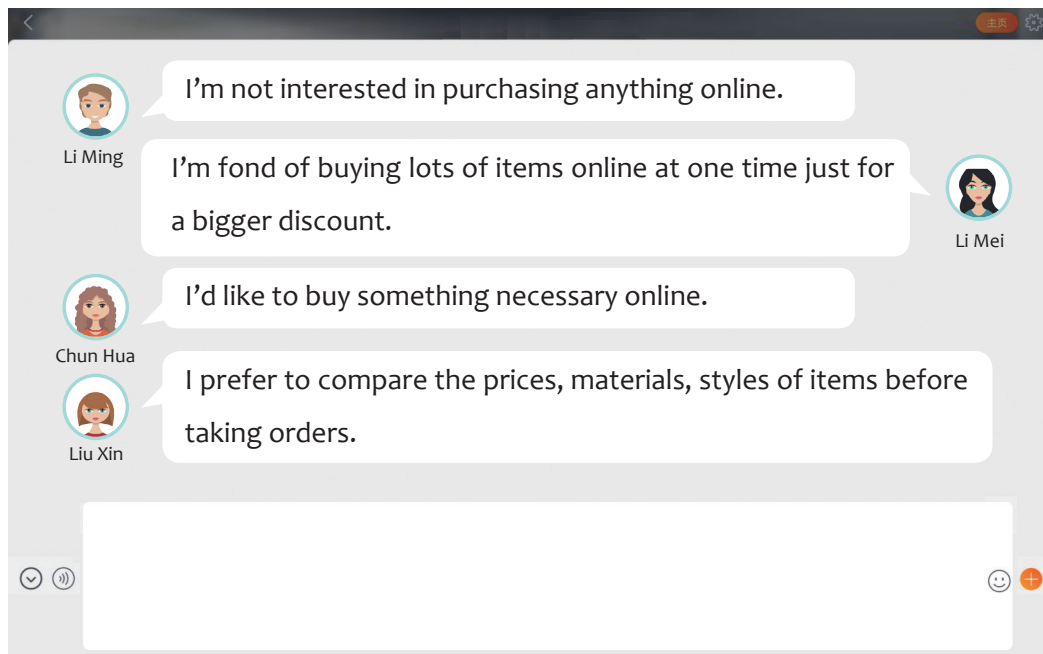 主页
I’m not interested in purchasing anything online.
Li Ming
I’m fond of buying lots of items online at one time just for
a bigger discount.
Li Mei
I’d like to buy something necessary online.
Chun Hua
I prefer to compare the prices, materials, styles of items before
taking orders.
Liu Xin